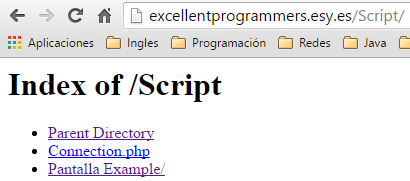 excellentprogrammers.esy.es/Script/
Aplicaciones Ingles Programación Redes Java
Index of /Script
Parent Directory
Connection.php
Pantalla Example/